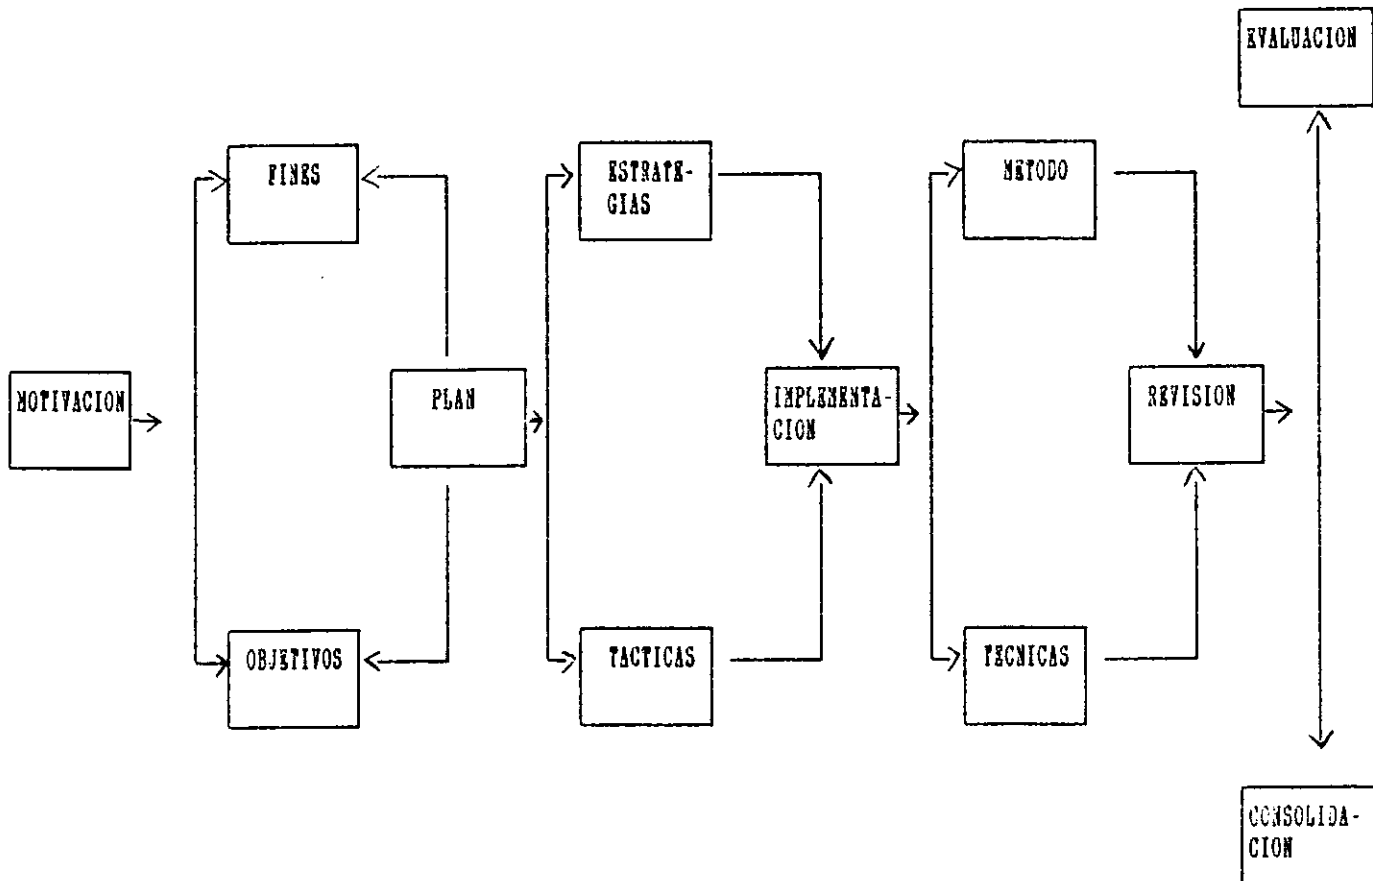 EVALUACION
FINES
ESTRATE-
GIAS
METODO
MOTIVACION
PLAN
IMPLEMENTA-
CION
REVISION
OBJETIVOS
TACTICAS
TECNICAS
CONSOLIDA-
CION